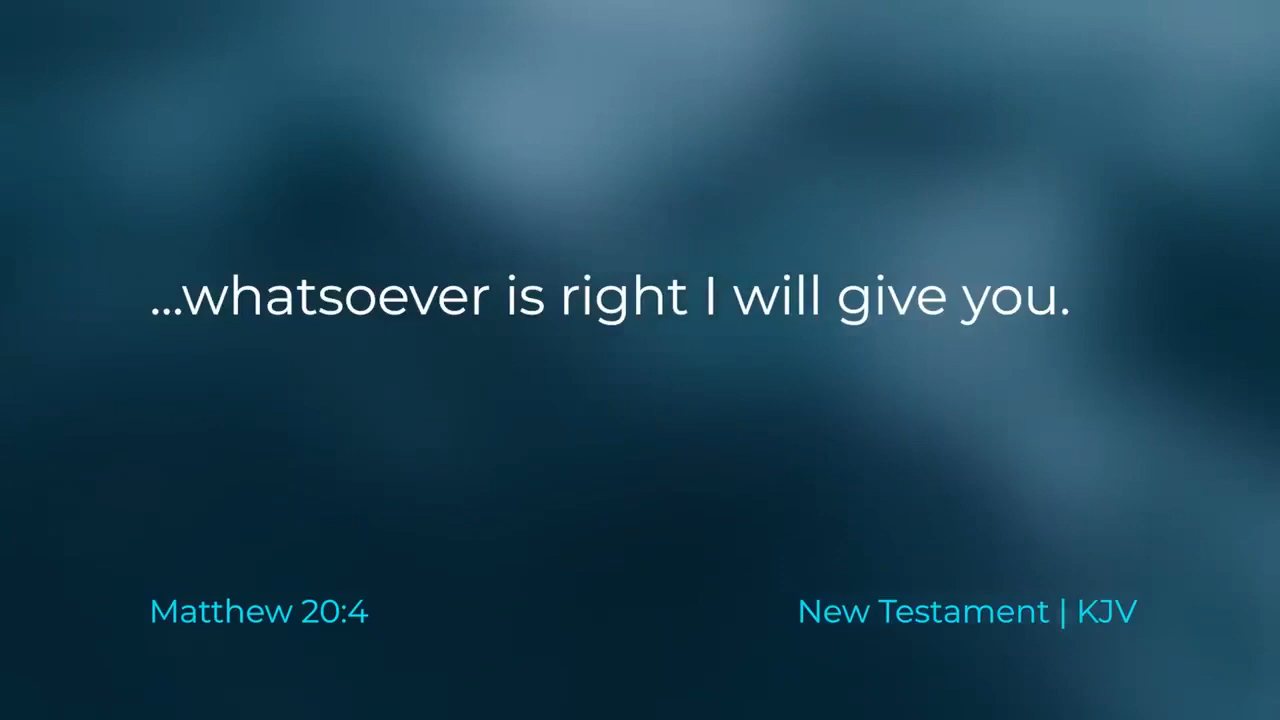 ...whatsoever is right I will give you.
Matthew 20:4
New Testament | KJV